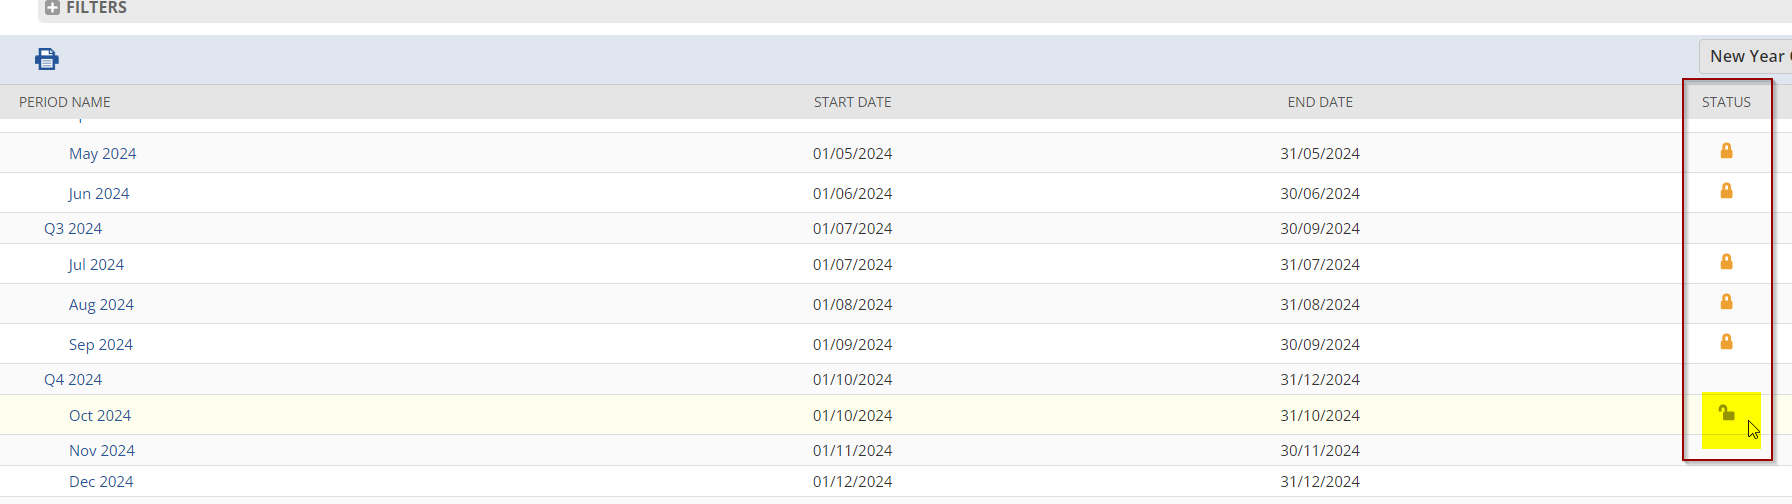 FILTERS
New Year
PERIOD NAME START DATE END DATE STATUS
May 2024 01/05/2024 31/05/2024
Jun 2024 01/06/2024 30/06/2024
Q3 2024 01/07/2024 30/09/2024
Jul 2024 01/07/2024 31/07/2024
Aug 2024 01/08/2024 31/08/2024
Sep 2024 01/09/2024 30/09/2024
Q4 2024 01/10/2024 31/12/2024
Oct 2024 01/10/2024 31/10/2024
Nov 2024 01/11/2024 30/11/2024
Dec 2024 01/12/2024 31/12/2024